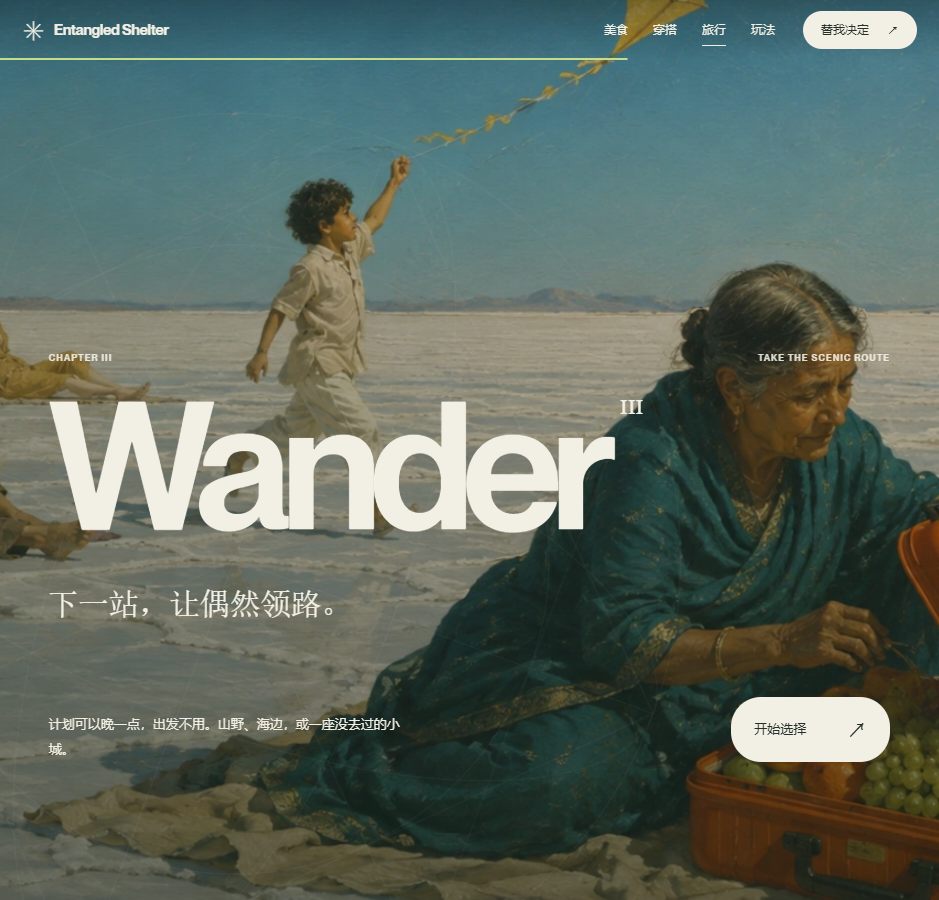 Entangled Shelter
美食 穿搭 旅行 玩法 替我决定 ↗
CHAPTER III
TAKE THE SCENIC ROUTE
Wander III
下一站，让偶然领路。
计划可以晚一点，出发不用。山野、海边，或一座没去过的小
城。
开始选择 ↗